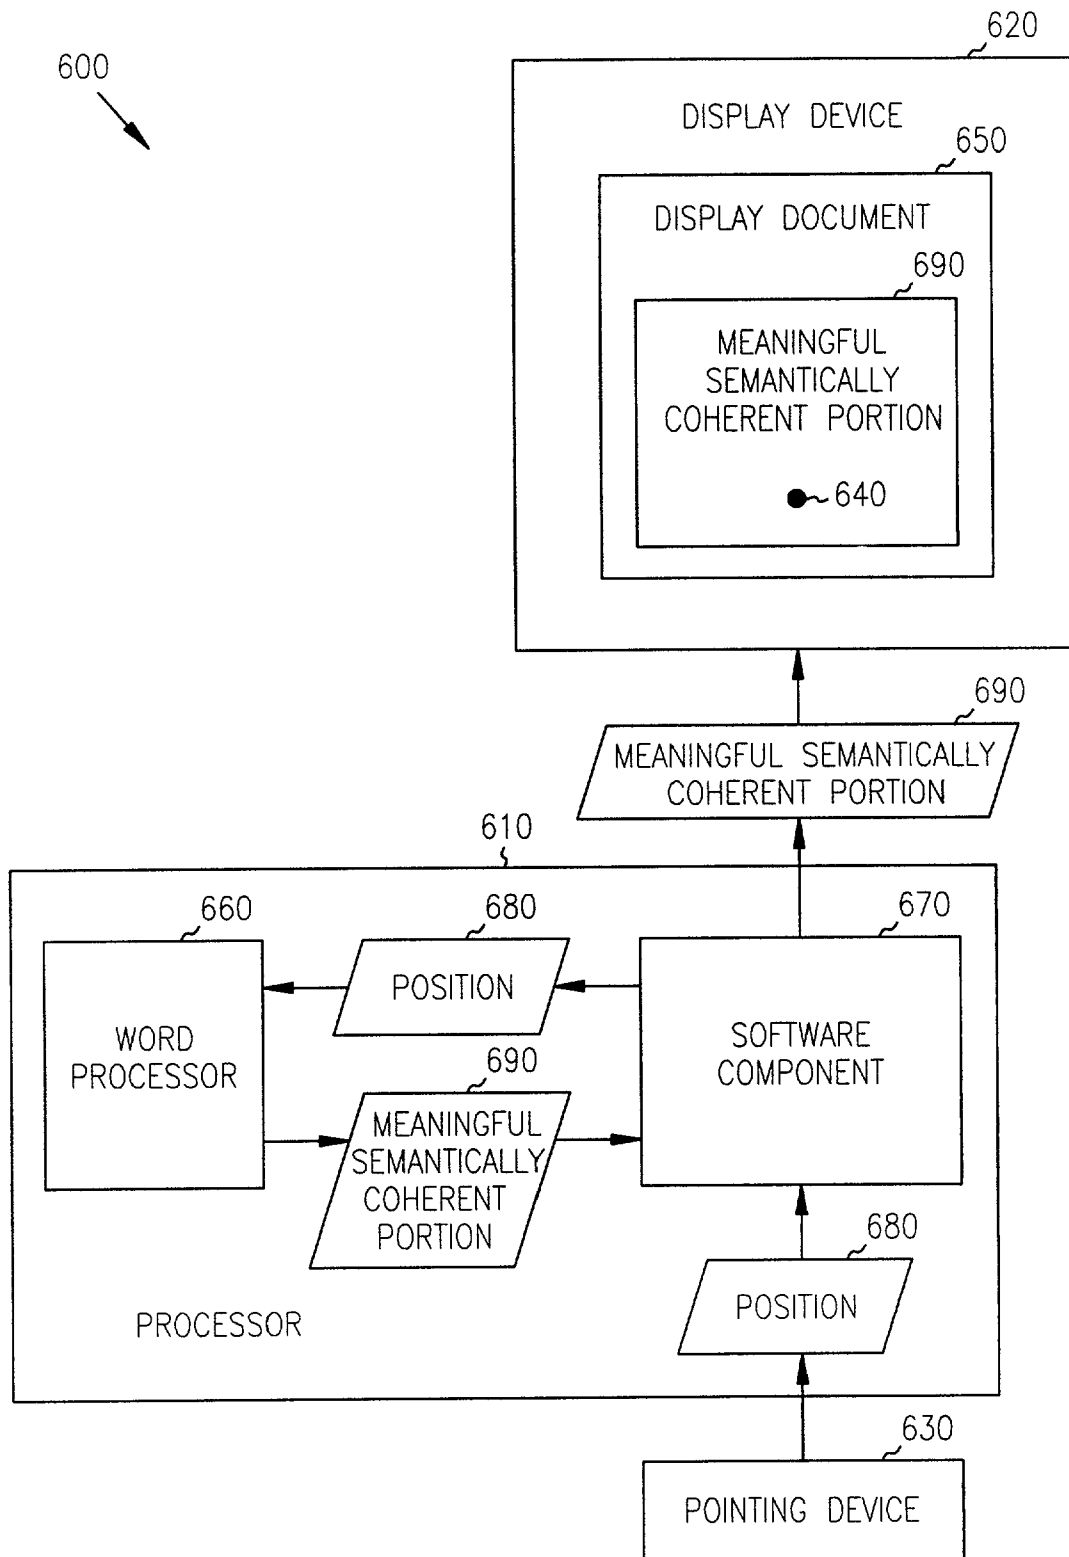 620
600
DISPLAY DEVICE
650
DISPLAY DOCUMENT
690
MEANINGFUL
SEMANTICALLY
COHERENT PORTION
640
690
MEANINGFUL SEMANTICALLY
COHERENT PORTION
610
660
680
670
POSITION
WORD
PROCESSOR
SOFTWARE
COMPONENT
690
MEANINGFUL
SEMANTICALLY
COHERENT
PORTION
680
POSITION
PROCESSOR
630
POINTING DEVICE